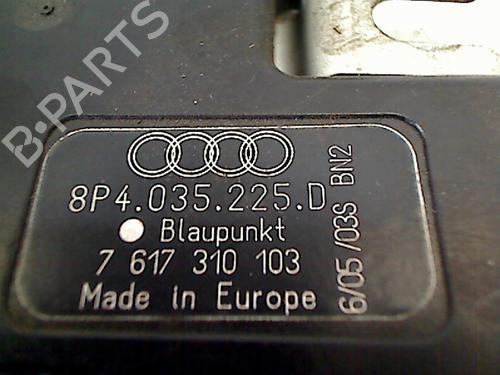 B-PARTS
8P4.035.225.D
Blaupunkt
7 617 310 103
Made in Europe
6/05 /03S BN2